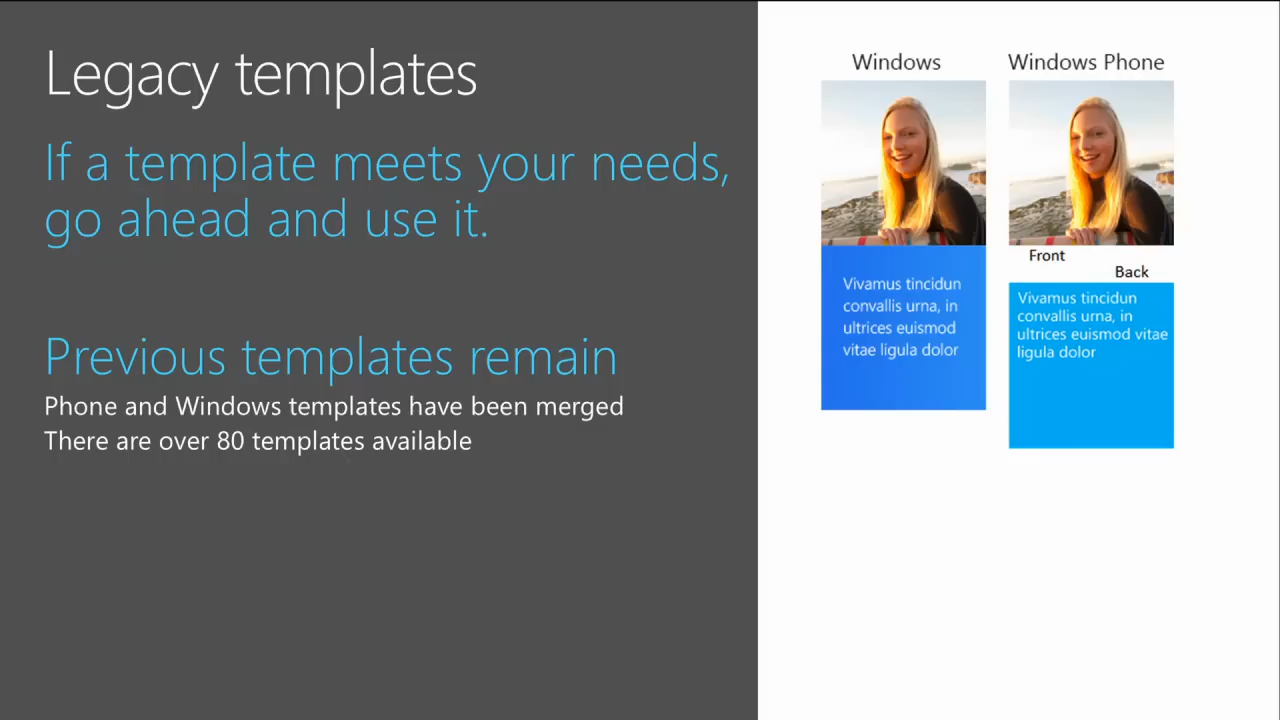 Legacy templates
If a template meets your needs,
go ahead and use it.
Previous templates remain
Phone and Windows templates have been merged
There are over 80 templates available
Windows
Vivamus tincidun
convallis urna, in
ultrices euismod
vitae ligula dolor
Windows Phone
Front
Back
Vivamus tincidun
convallis urna, in
ultrices euismod vitae
ligula dolor